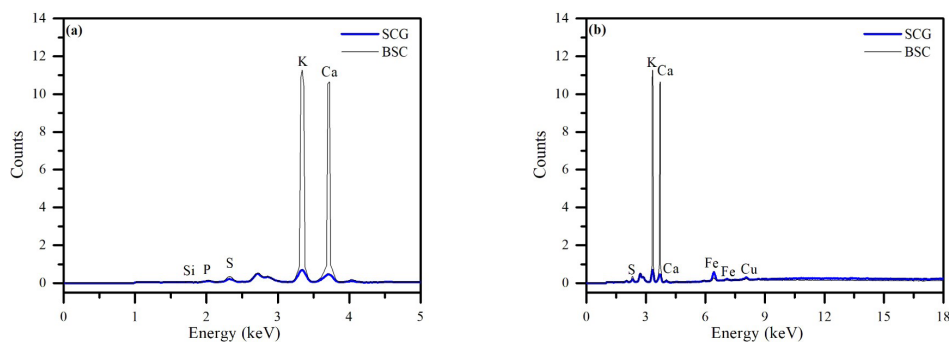 (a)
SCG
BSC
14
12
10
8
6
4
2
0
Counts
K
Ca
Si
P
S
0
1
2
3
4
5
Energy (keV)
(b)
SCG
BSC
14
12
10
8
6
4
2
0
Counts
K
Ca
S
Ca
Fe
Fe
Cu
0
3
6
9
12
15
18
Energy (keV)